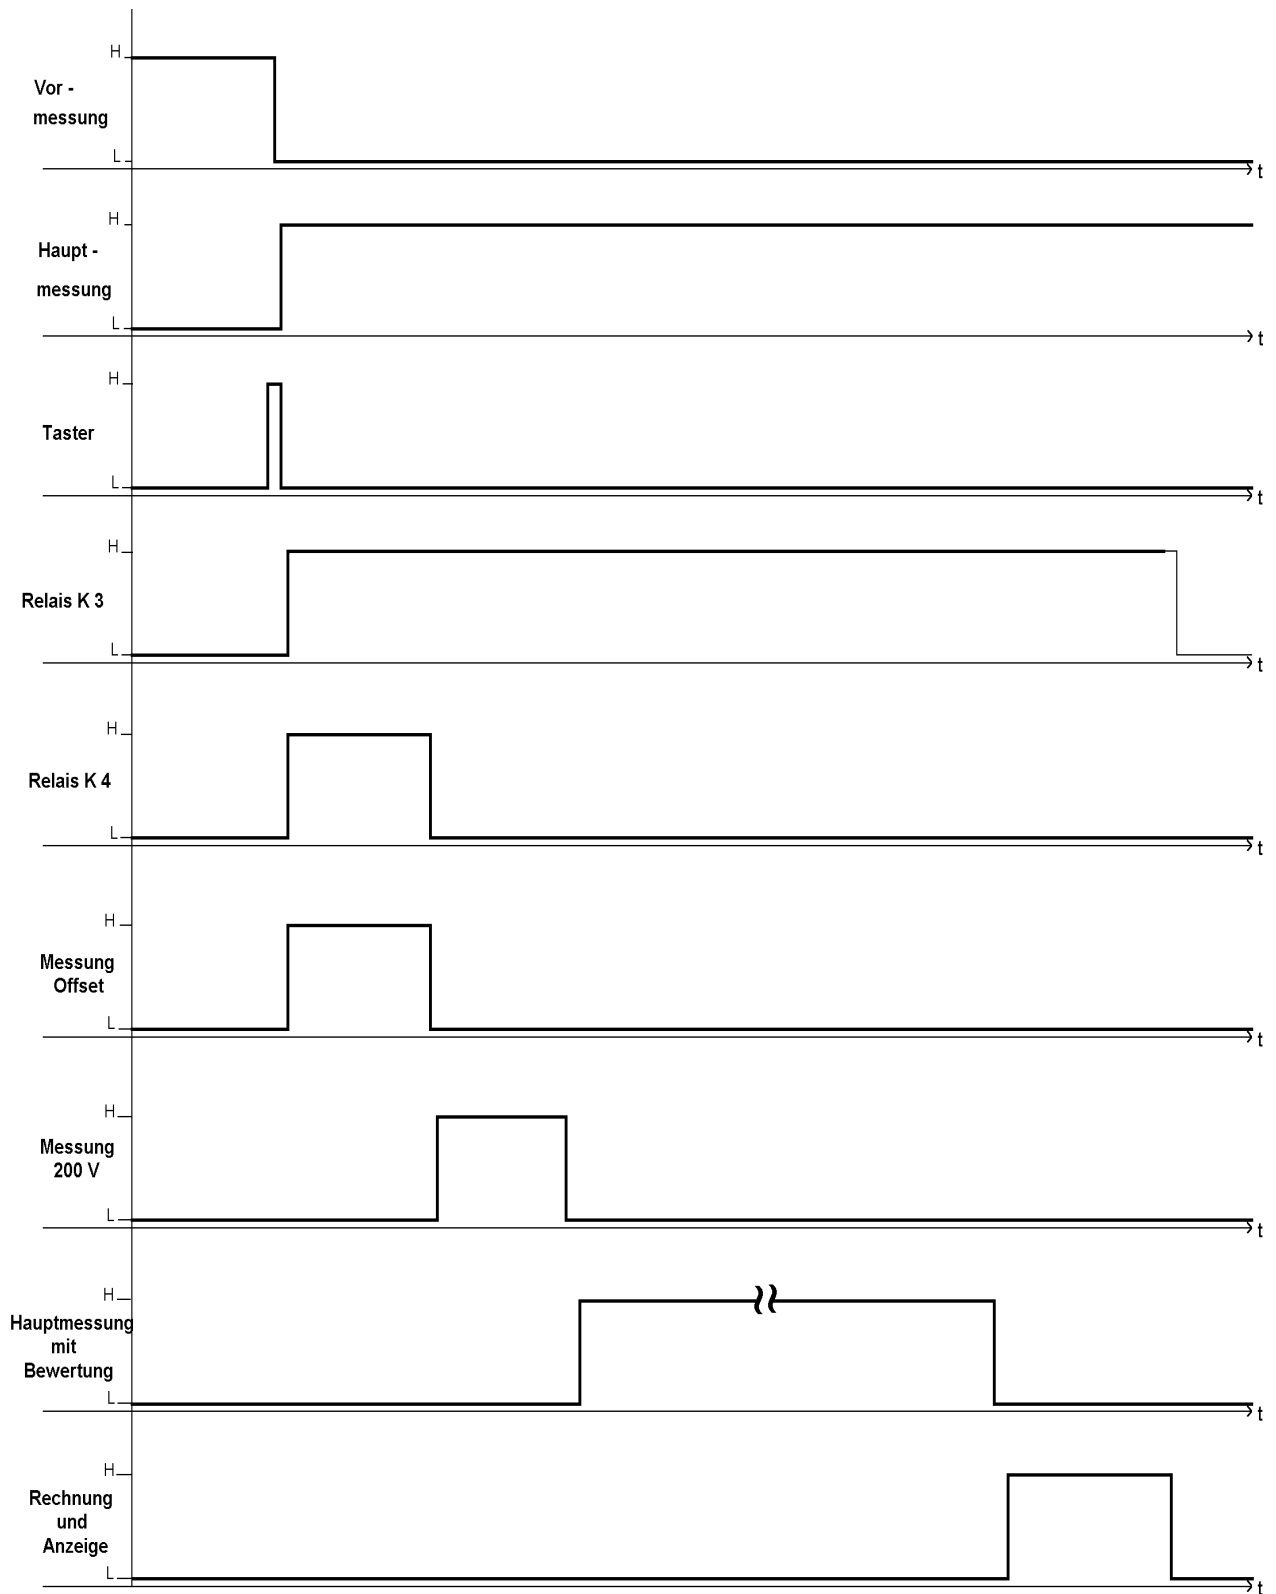 H
Vor -
messung
L
t
H
Haupt -
messung
L
t
H
Taster
L
t
H
Relais K 3
L
t
H
Relais K 4
L
t
H
Messung
Offset
L
t
H
Messung
200 V
L
t
H
Hauptmessung
mit
Bewertung
L
t
H
Rechnung
und
Anzeige
L
t